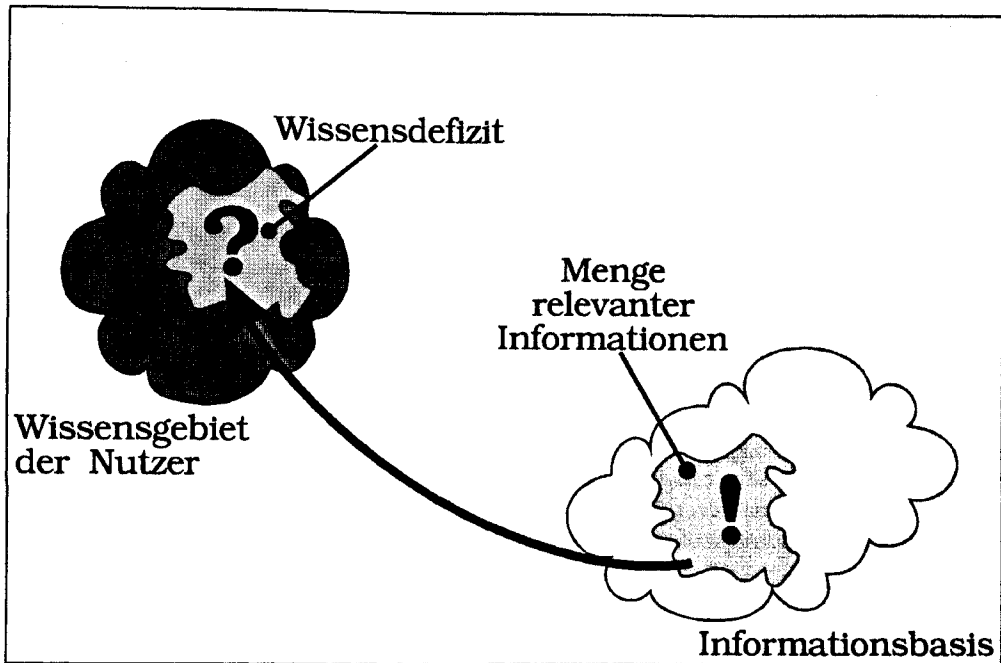 Wissensdefizit
?
Menge
relevanter
Informationen
Wissensgebiet
der Nutzer
!
Informationsbasis